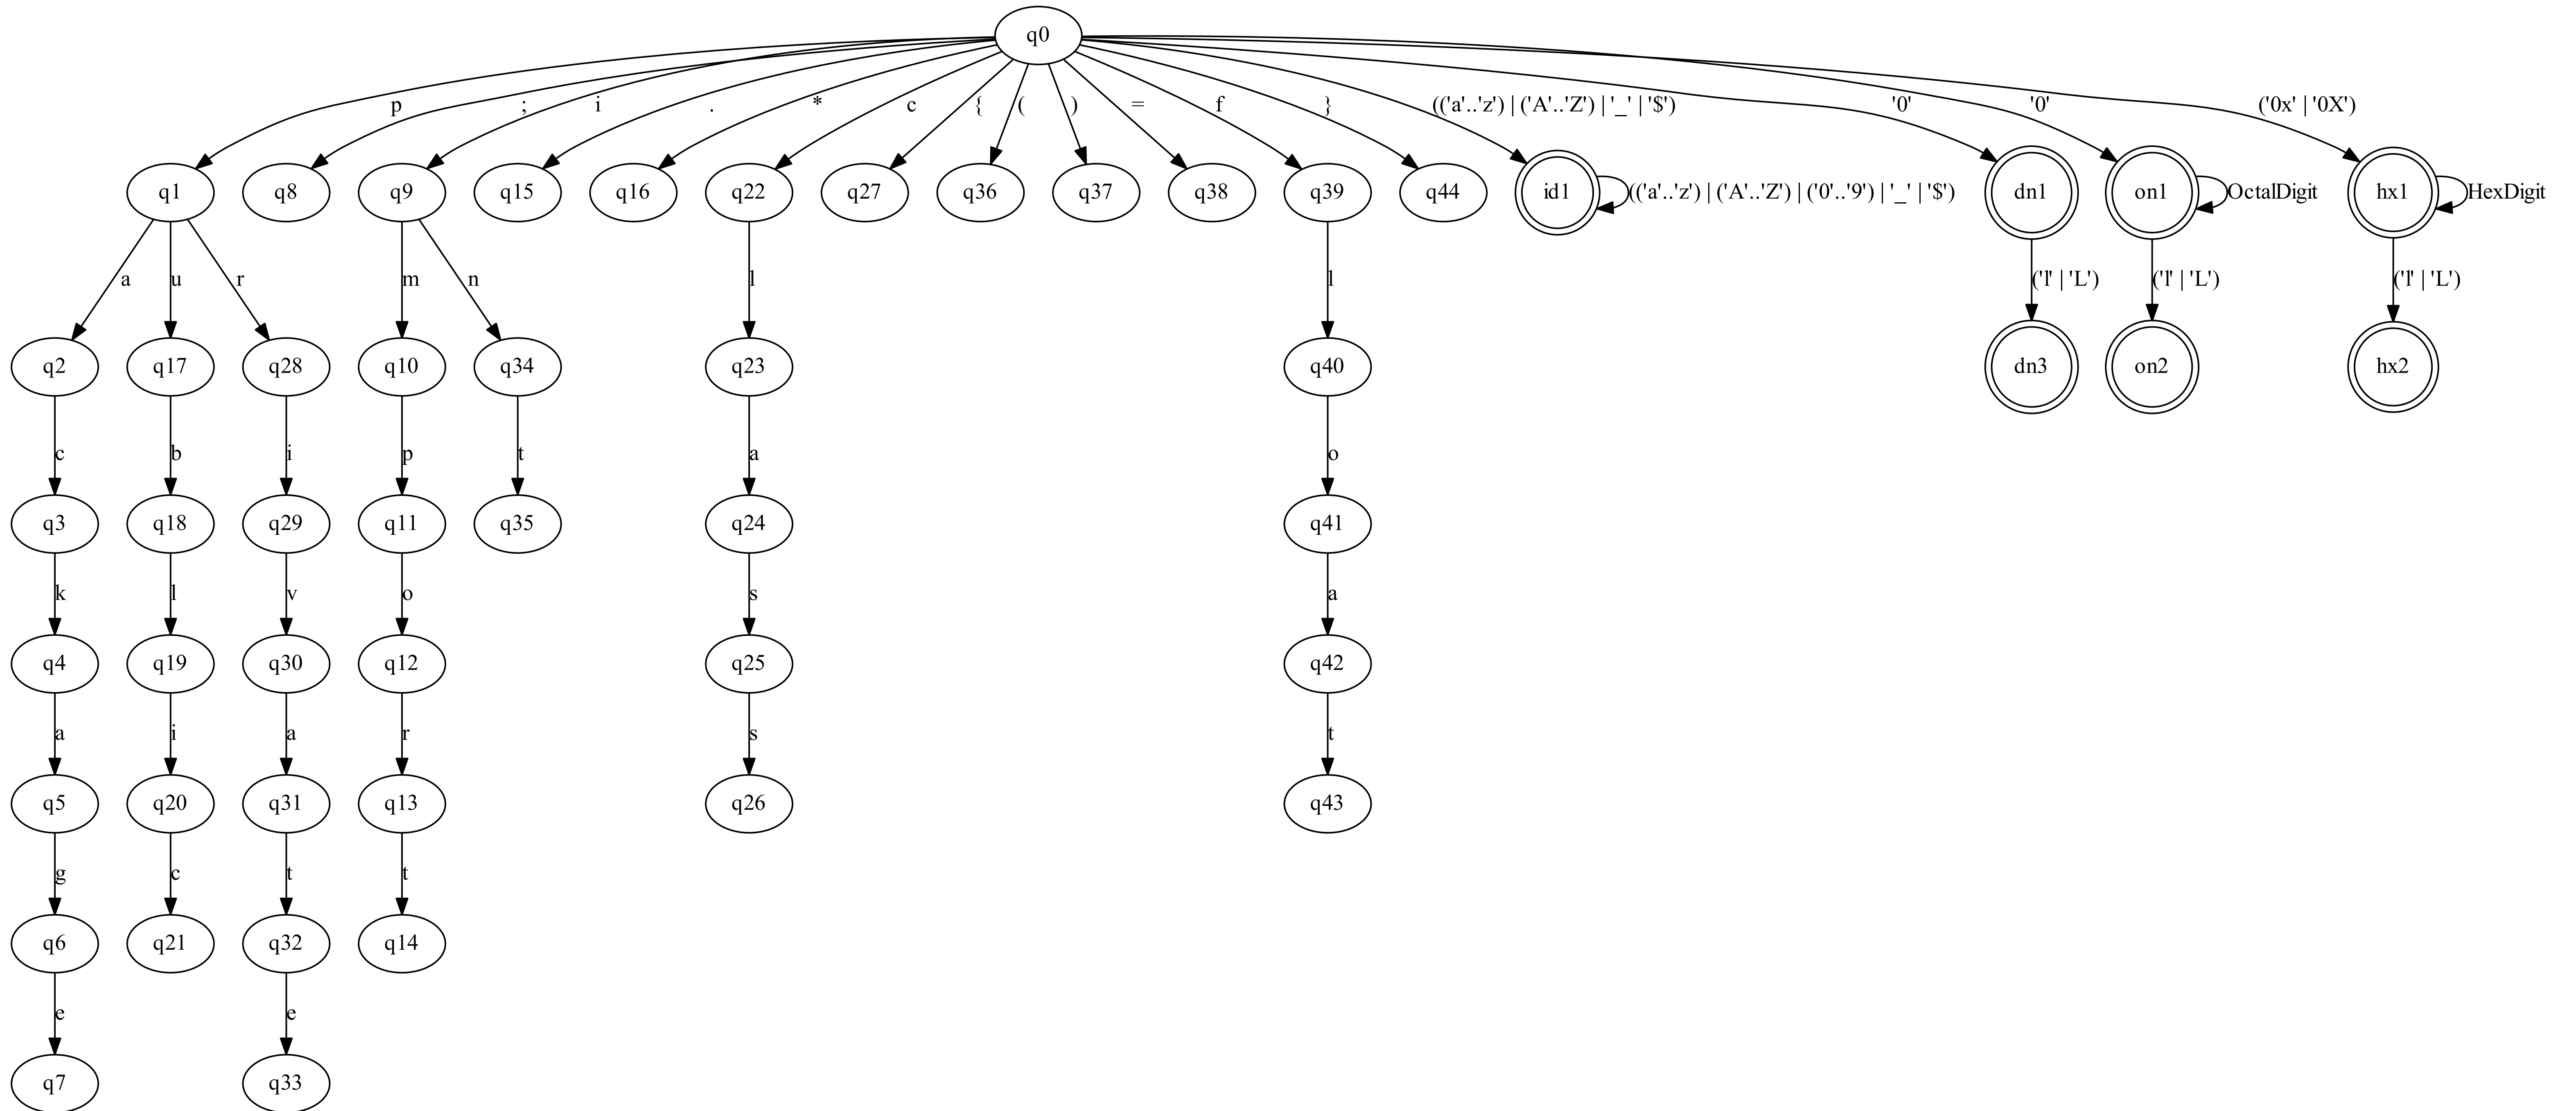 q0
p ; i . * c { ( ) = f } (('a'..'z') | ('A'..'Z') | '_' | '$') '0' '0' ('0x' | '0X')
q1 q8 q9 q15 q16 q22 q27 q36 q37 q38 q39 q44 id1 (('a'..'z') | ('A'..'Z') | ('0'..'9') | '_' | '$') dn1 on1 OctalDigit hx1 HexDigit
a u r m n l l ('l' | 'L') ('l' | 'L') ('l' | 'L')
q2 q17 q28 q10 q34 q23 q40 dn3 on2 hx2
c b i p t a o
q3 q18 q29 q11 q35 q24 q41
k l v o s a
q4 q19 q30 q12 q25 q42
a i a r s t
q5 q20 q31 q13 q26 q43
g c t t
q6 q21 q32 q14
e e
q7 q33